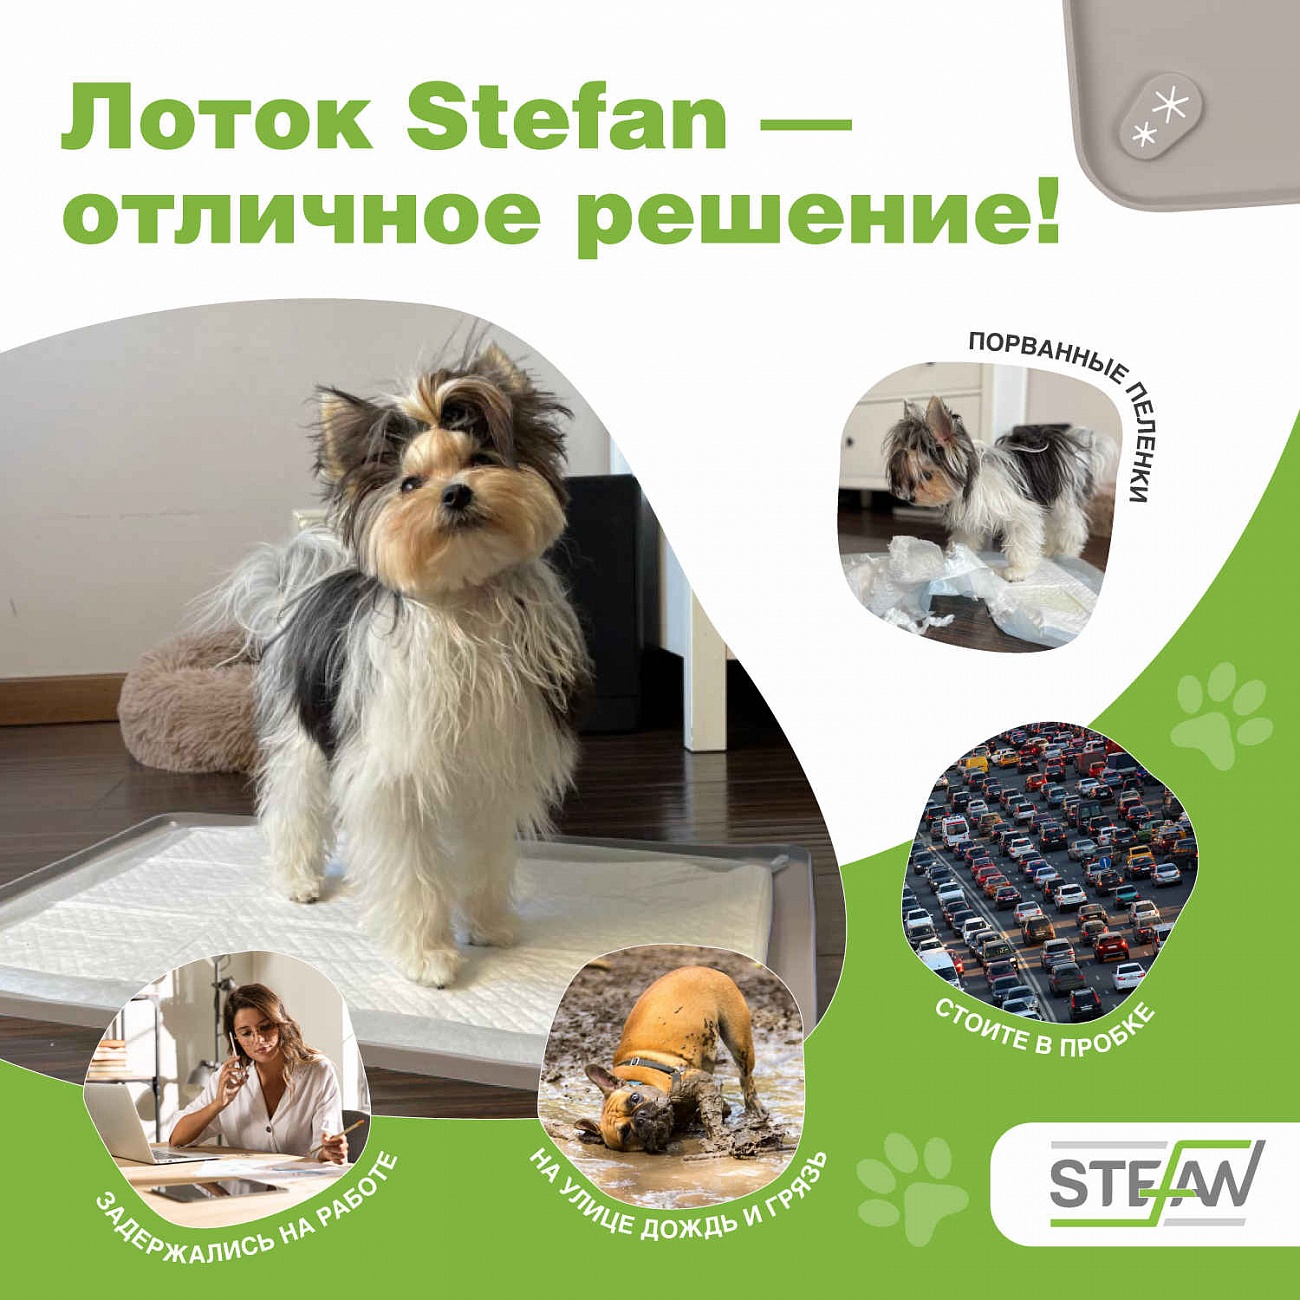 Лоток Stefan —
отличное решение!
ПОРВАННЫЕ ПЕЛЕНКИ
СТОИТЕ В ПРОБКЕ
ЗАДЕРЖАЛИСЬ НА РАБОТЕ
НА УЛИЦЕ ДОЖДЬ И ГРЯЗЬ
STEFAN